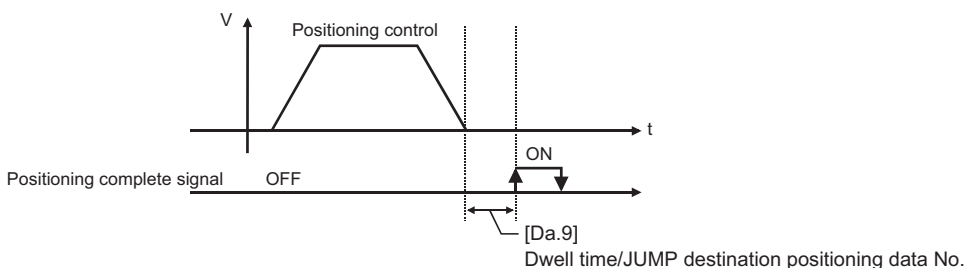 V
Positioning control
t
ON
Positioning complete signal OFF
[Da.9]
Dwell time/JUMP destination positioning data No.